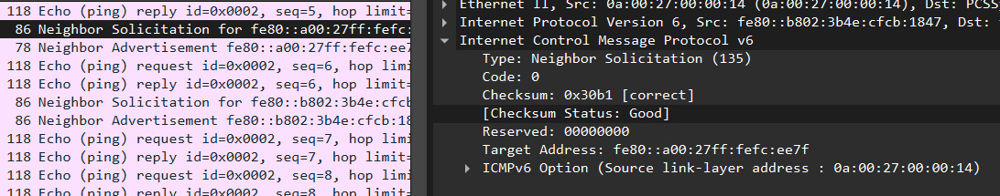 118 Echo (ping) reply id=0x0002, seq=5, hop limit=
86 Neighbor Solicitation for fe80::a00:27ff:fefc:
78 Neighbor Advertisement fe80::a00:27ff:fefc:ee7
118 Echo (ping) request id=0x0002, seq=6, hop limi
118 Echo (ping) reply id=0x0002, seq=6, hop limit=
86 Neighbor Solicitation for fe80::b802:3b4e:cfcb
86 Neighbor Advertisement fe80::b802:3b4e:cfcb:18
118 Echo (ping) request id=0x0002, seq=7, hop limi
118 Echo (ping) reply id=0x0002, seq=7, hop limit=
118 Echo (ping) request id=0x0002, seq=8, hop limi
118 Echo (ping) reply id=0x0002, seq=8, hop limit=
Ethernet II, Src: 0a:00:27:00:00:14 (0a:00:27:00:00:14), Dst: PCSS
Internet Protocol Version 6, Src: fe80::b802:3b4e:cfcb:1847, Dst:
Internet Control Message Protocol v6
Type: Neighbor Solicitation (135)
Code: 0
Checksum: 0x30b1 [correct]
[Checksum Status: Good]
Reserved: 00000000
Target Address: fe80::a00:27ff:fefc:ee7f
ICMPv6 Option (Source link-layer address : 0a:00:27:00:00:14)